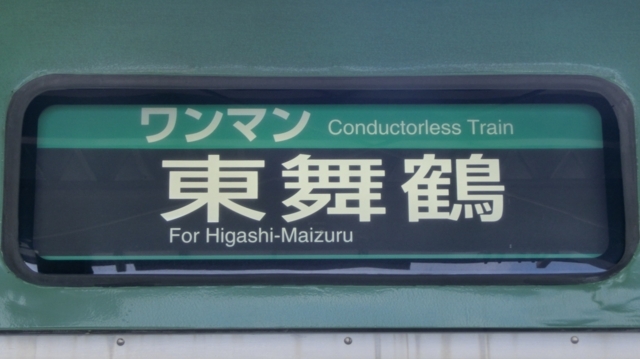 ワンマン Conductorless Train
東舞鶴
For Higashi-Maizuru